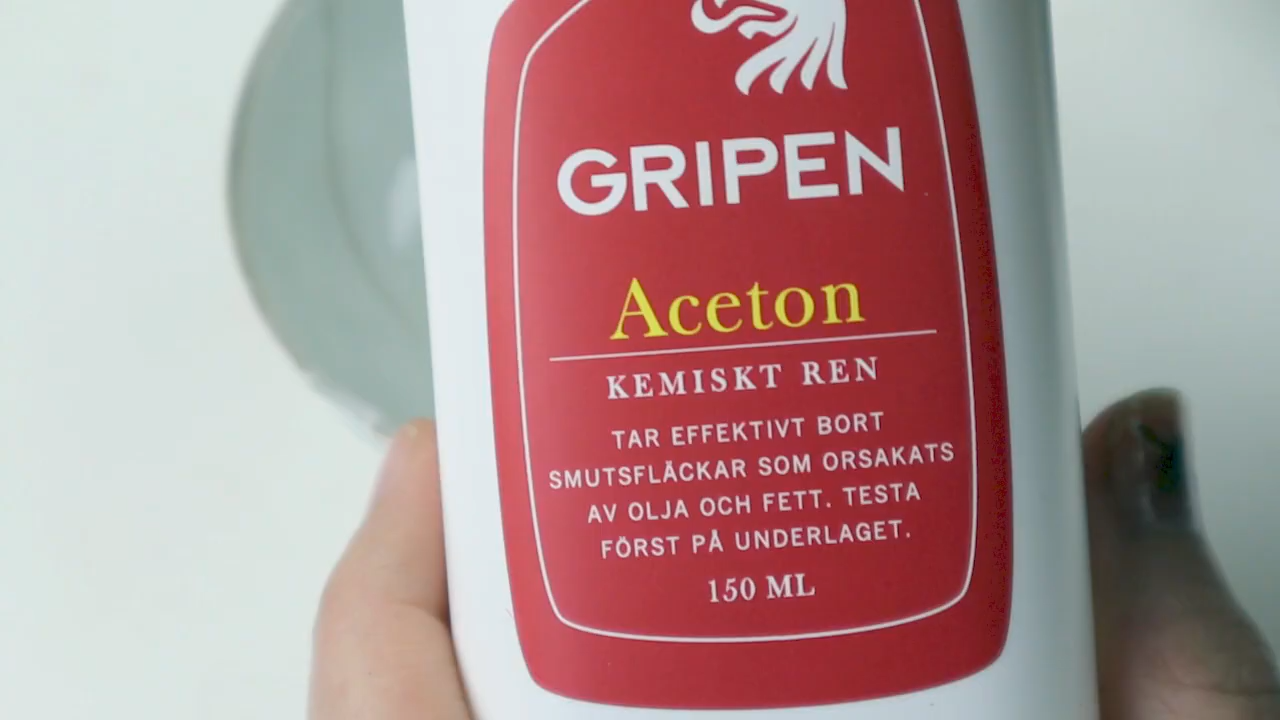 GRIPEN
Aceton
KEMISKT REN
TAR EFFEKTIVT BORT
SMUTSFLÄCKAR SOM ORSAKATS
AV OLJA OCH FETT. TESTA
FÖRST PÅ UNDERLAGET.
150 ML